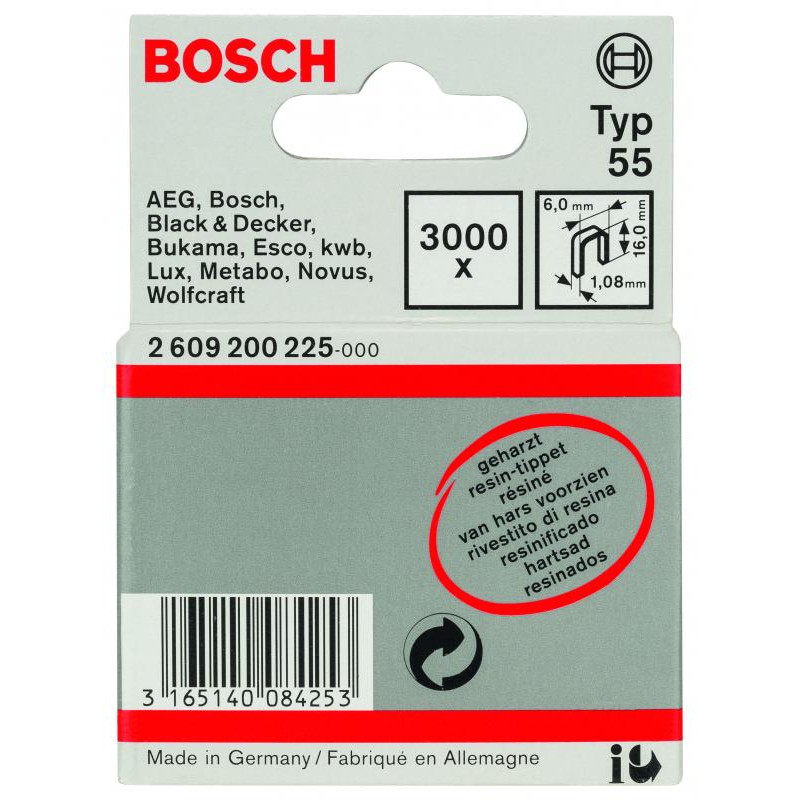 BOSCH
Typ
55
AEG, Bosch,
Black & Decker,
Bukama, Esco, kwb,
Lux, Metabo, Novus,
Wolfcraft
3000
x
6,0 mm
16,0 mm
1,08mm
2 609 200 225-000
geharzt
resin-tippet
résiné
van hars voorzien
rivestito di resina
resinificado
hartsad
resinados
3 165140 084253
Made in Germany / Fabriqué en Allemagne